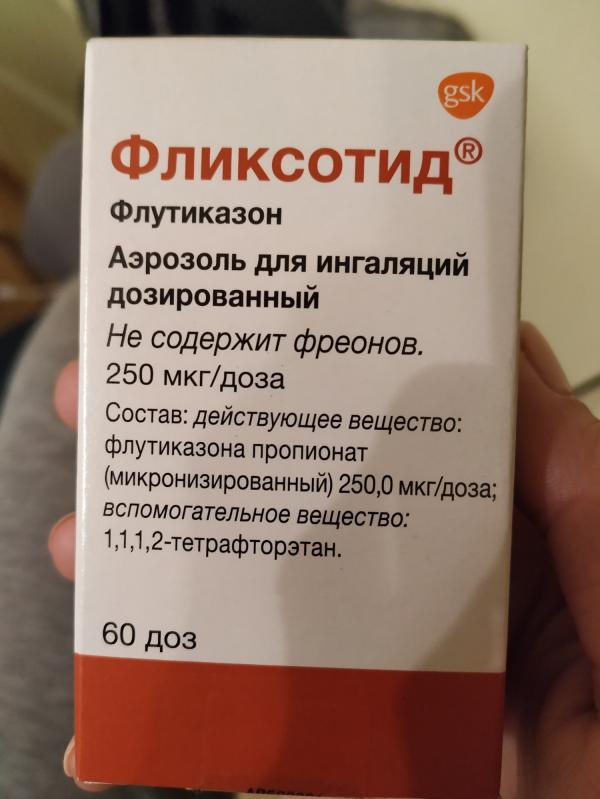 gsk
Фликсотид®
Флутиказон
Аэрозоль для ингаляций
дозированный
Не содержит фреонов.
250 мкг/доза
Состав: действующее вещество:
флутиказона пропионат
(микронизированный) 250,0 мкг/доза;
вспомогательное вещество:
1,1,1,2-тетрафторэтан.
60 доз